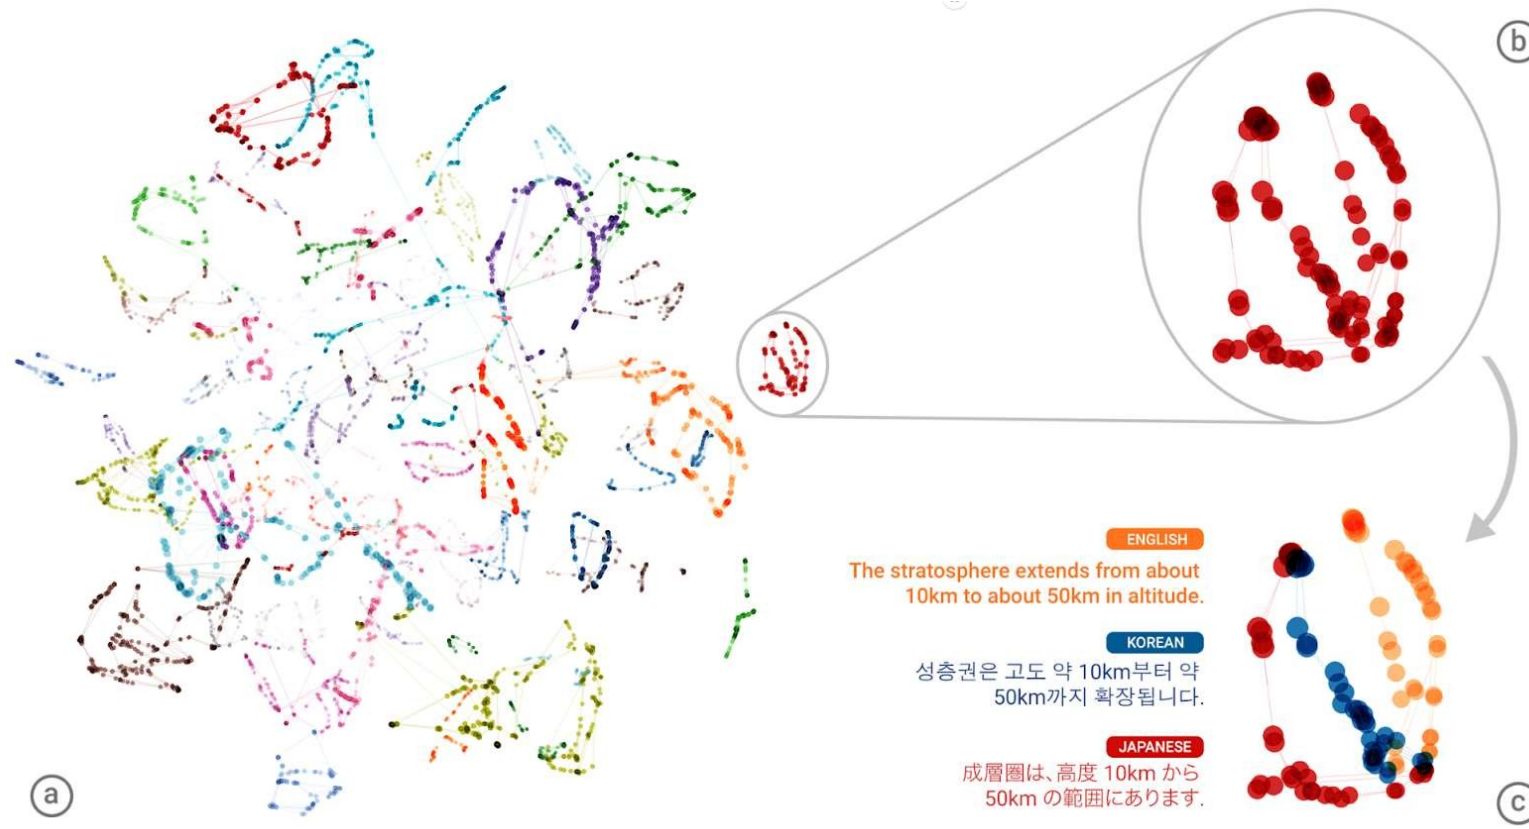 b
ENGLISH
The stratosphere extends from about
10km to about 50km in altitude.
KOREAN
성층권은 고도 약 10km부터 약
50km까지 확장됩니다.
JAPANESE
成層圏は、高度 10km から
50km の範囲にあります。
a
c